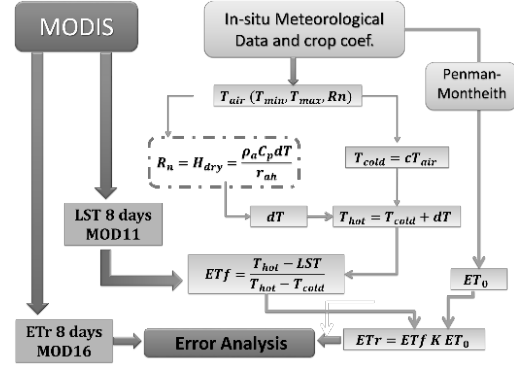 MODIS
In-situ Meteorological
Data and crop coef.
T_air (T_min, T_max, Rn)
Penman-
Montheith
R_n = H_dry = ρ_a C_p dT / r_ah
T_cold = cT_air
LST 8 days
MOD11
dT
T_hot = T_cold + dT
ETf = T_hot − LST / T_hot − T_cold
ET_0
ETr 8 days
MOD16
Error Analysis
ETr = ETf K ET_0